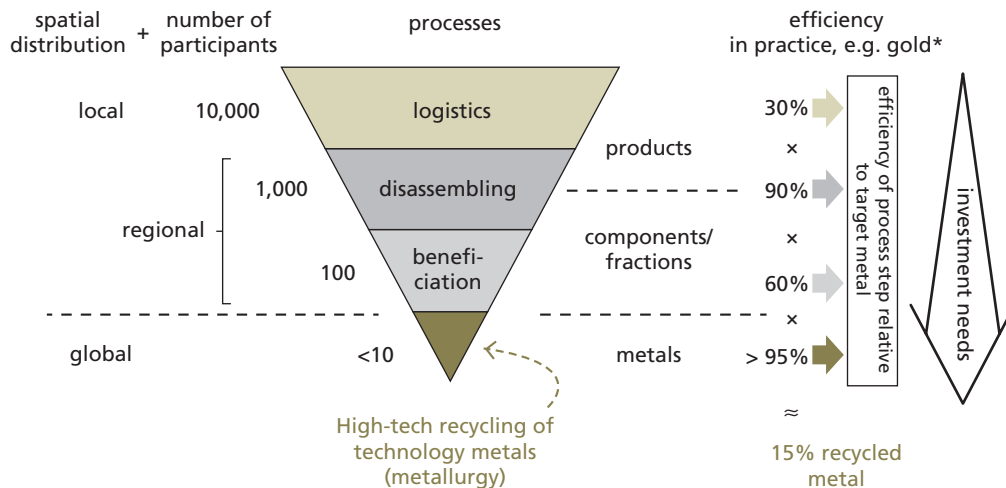 spatial
distribution
+
number of
participants
processes
efficiency
in practice, e.g. gold*
local
10,000
logistics
30%
products
×
1,000
disassembling
90%
regional
components/
fractions
×
100
benefi-
ciation
60%
×
global
<10
metals
> 95%
efficiency of process step relative
to target metal
investment needs
High-tech recycling of
technology metals
(metallurgy)
≈
15% recycled
metal